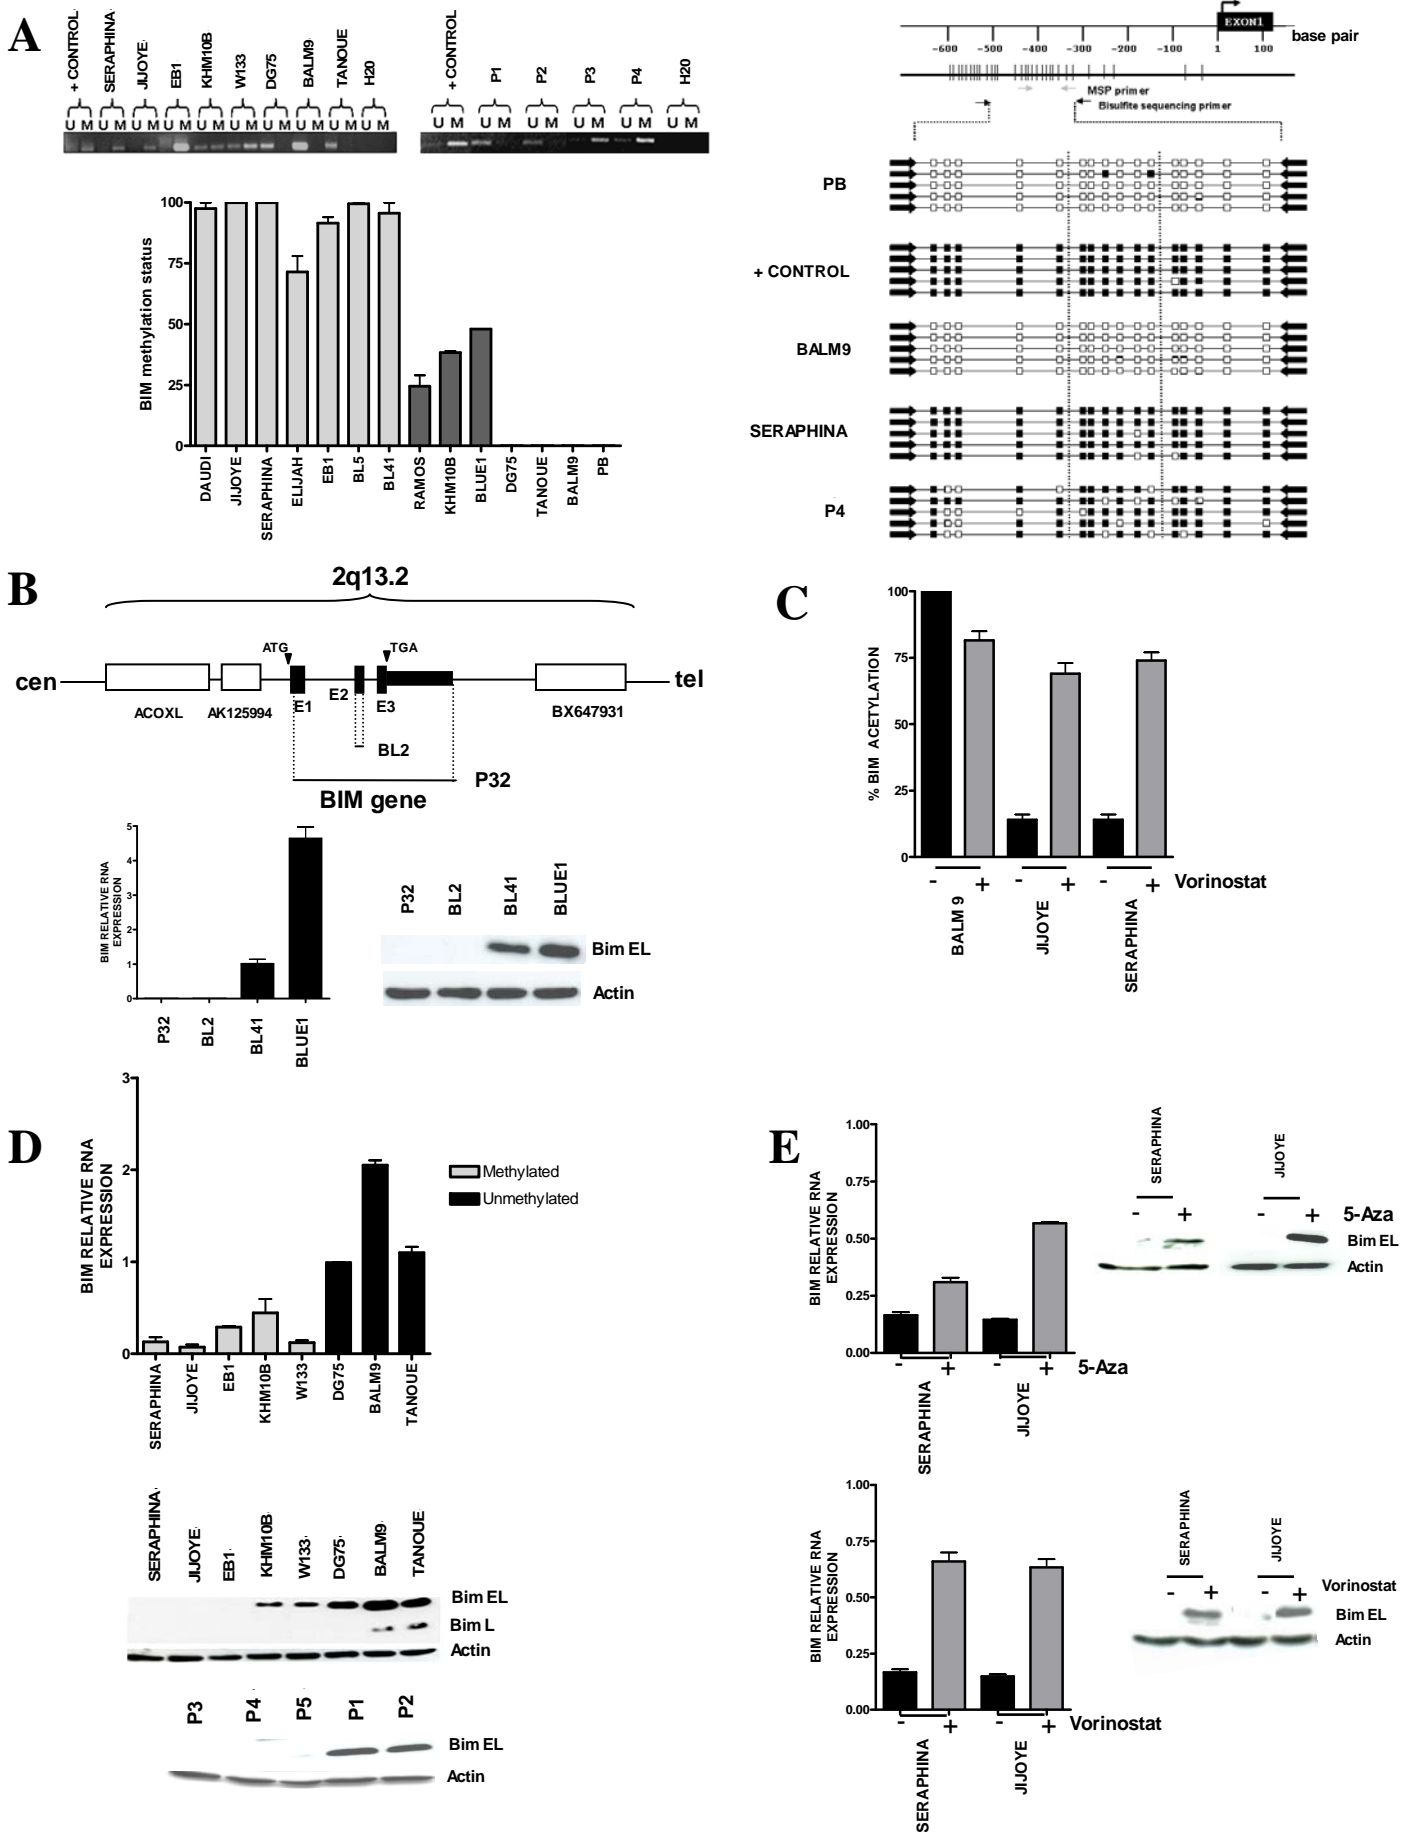 A
+ CONTROL
SERAPHINA
JIJOYE
EB1
KHM10B
W133
DG75
BALM9
TANOUE
H20
U M U M U M U M U M U M U M U M U M U M
+ CONTROL
P1
P2
P3
P4
H20
U M U M U M U M U M U M
BIM methylation status
100
75
50
25
0
DAUDI
JIJOYE
SERAPHINA
ELIJAH
EB1
BL5
BL41
RAMOS
KHM10B
BLUE1
DG75
TANOUE
BALM9
PB
EXON1
base pair
-600 -500 -400 -300 -200 -100 1 100
MSP primer
Bisulfite sequencing primer
PB
+ CONTROL
BALM9
SERAPHINA
P4
B
2q13.2
ATG
TGA
cen
tel
E1
E2
E3
ACOXL
AK125994
BX647931
BL2
P32
BIM gene
BIM RELATIVE RNA
EXPRESSION
5
4
3
2
1
0
P32
BL2
BL41
BLUE1
P32
BL2
BL41
BLUE1
Bim EL
Actin
C
% BIM ACETYLATION
100
75
50
25
0
- + - + - + Vorinostat
BALM 9
JIJOYE
SERAPHINA
D
BIM RELATIVE RNA
EXPRESSION
3
2
1
0
Methylated
Unmethylated
SERAPHINA
JIJOYE
EB1
KHM10B
W133
DG75
BALM9
TANOUE
SERAPHINA
JIJOYE
EB1
KHM10B
W133
DG75
BALM9
TANOUE
Bim EL
Bim L
Actin
P3
P4
P5
P1
P2
Bim EL
Actin
E
BIM RELATIVE RNA
EXPRESSION
1.00
0.75
0.50
0.25
0.00
- + - + 5-Aza
SERAPHINA
JIJOYE
SERAPHINA
JIJOYE
- + - + 5-Aza
Bim EL
Actin
BIM RELATIVE RNA
EXPRESSION
1.00
0.75
0.50
0.25
0.00
- + - + Vorinostat
SERAPHINA
JIJOYE
SERAPHINA
JIJOYE
- + - + Vorinostat
Bim EL
Actin